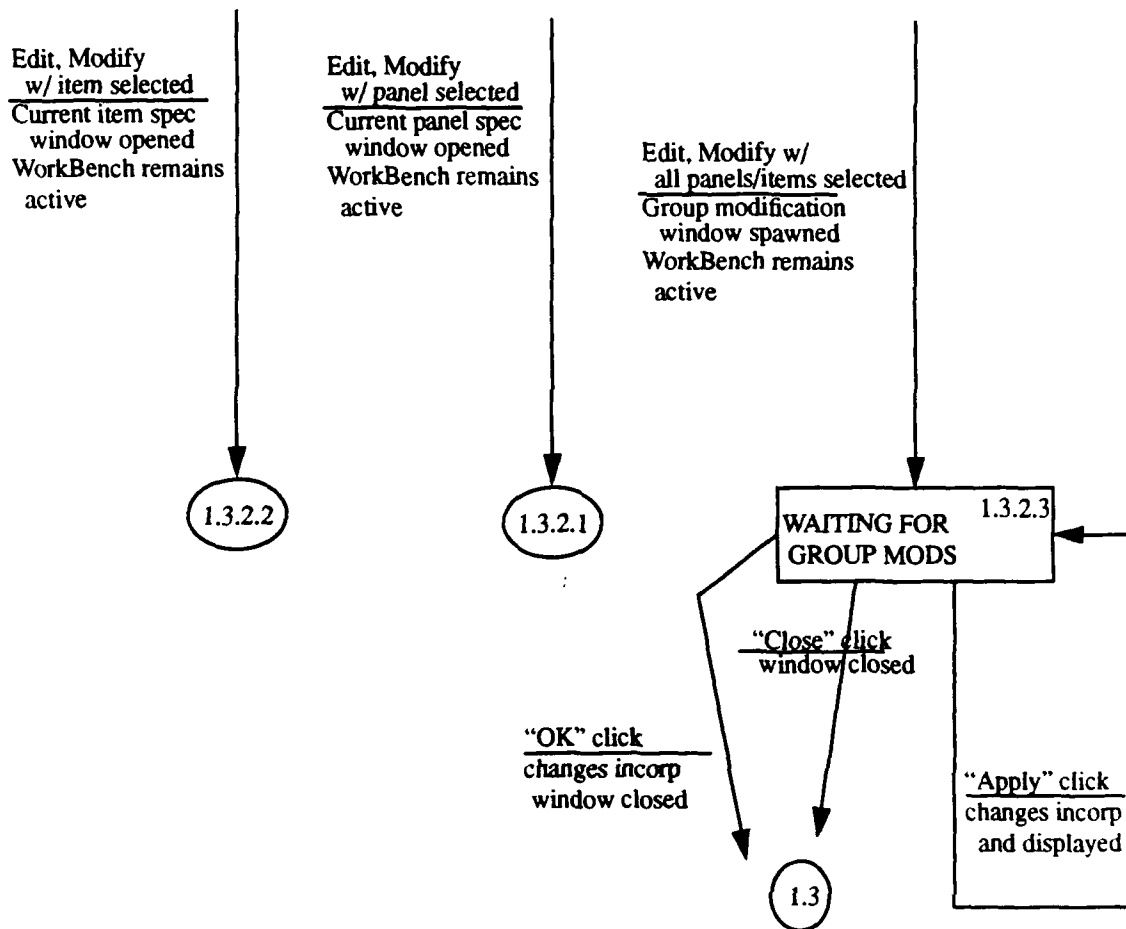 Edit, Modify
w/ item selected
Current item spec
window opened
WorkBench remains
active
Edit, Modify
w/ panel selected
Current panel spec
window opened
WorkBench remains
active
Edit, Modify w/
all panels/items selected
Group modification
window spawned
WorkBench remains
active
1.3.2.2
1.3.2.1
1.3.2.3
WAITING FOR
GROUP MODS
“Close” click
window closed
“OK” click
changes incorp
window closed
“Apply” click
changes incorp
and displayed
1.3